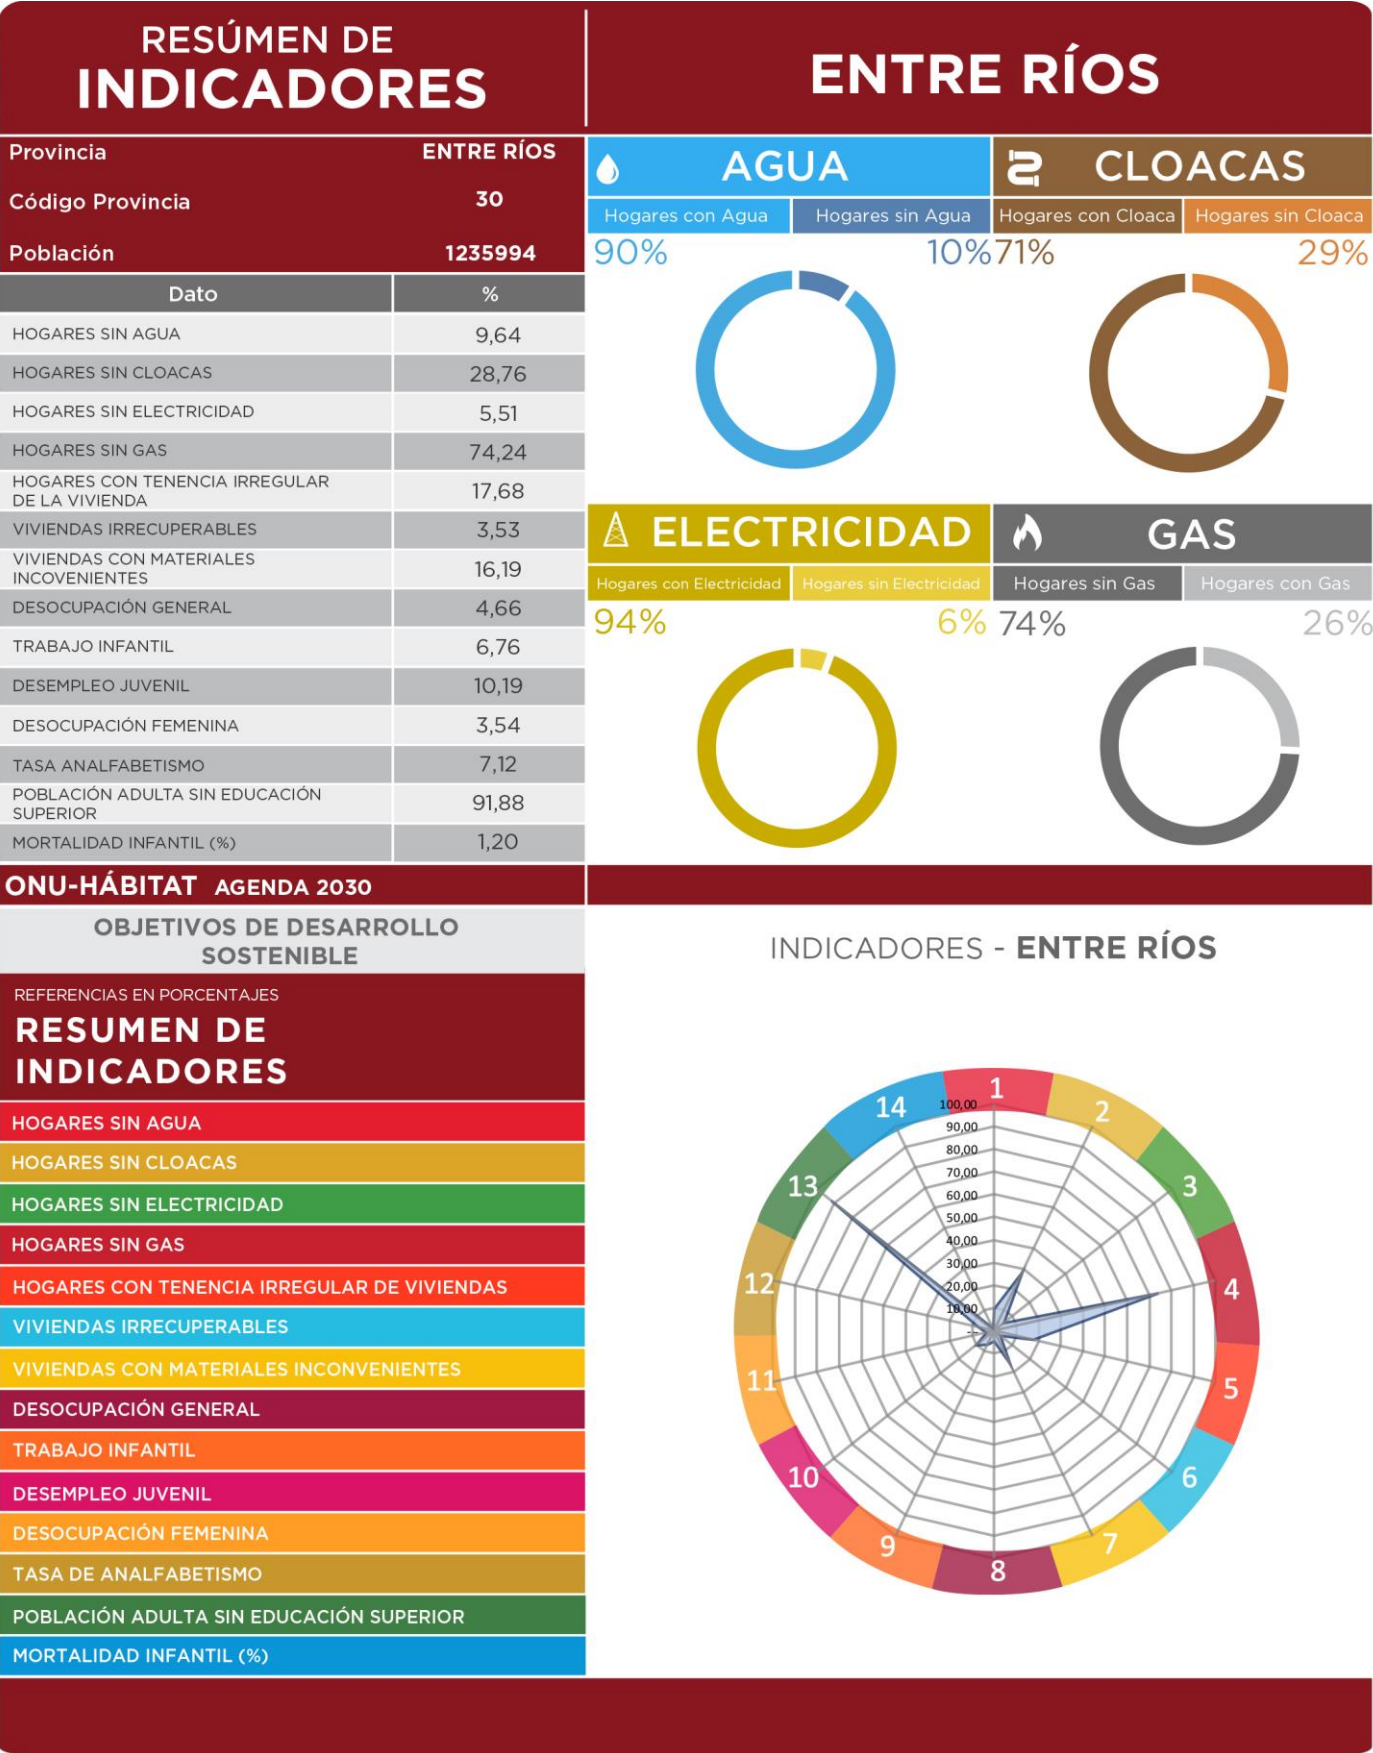 RESÚMEN DE
INDICADORES
ENTRE RÍOS
Provincia ENTRE RÍOS
Código Provincia 30
Población 1235994
Dato %
HOGARES SIN AGUA 9,64
HOGARES SIN CLOACAS 28,76
HOGARES SIN ELECTRICIDAD 5,51
HOGARES SIN GAS 74,24
HOGARES CON TENENCIA IRREGULAR
DE LA VIVIENDA 17,68
VIVIENDAS IRRECUPERABLES 3,53
VIVIENDAS CON MATERIALES
INCOVENIENTES 16,19
DESOCUPACIÓN GENERAL 4,66
TRABAJO INFANTIL 6,76
DESEMPLEO JUVENIL 10,19
DESOCUPACIÓN FEMENINA 3,54
TASA ANALFABETISMO 7,12
POBLACIÓN ADULTA SIN EDUCACIÓN
SUPERIOR 91,88
MORTALIDAD INFANTIL (%) 1,20
AGUA
Hogares con Agua Hogares sin Agua
90% 10%
CLOACAS
Hogares con Cloaca Hogares sin Cloaca
71% 29%
ELECTRICIDAD
Hogares con Electricidad Hogares sin Electricidad
94% 6%
GAS
Hogares sin Gas Hogares con Gas
74% 26%
ONU-HÁBITAT AGENDA 2030
OBJETIVOS DE DESARROLLO
SOSTENIBLE
REFERENCIAS EN PORCENTAJES
RESUMEN DE
INDICADORES
HOGARES SIN AGUA
HOGARES SIN CLOACAS
HOGARES SIN ELECTRICIDAD
HOGARES SIN GAS
HOGARES CON TENENCIA IRREGULAR DE VIVIENDAS
VIVIENDAS IRRECUPERABLES
VIVIENDAS CON MATERIALES INCONVENIENTES
DESOCUPACIÓN GENERAL
TRABAJO INFANTIL
DESEMPLEO JUVENIL
DESOCUPACIÓN FEMENINA
TASA DE ANALFABETISMO
POBLACIÓN ADULTA SIN EDUCACIÓN SUPERIOR
MORTALIDAD INFANTIL (%)
INDICADORES - ENTRE RÍOS
1
2
3
4
5
6
7
8
9
10
11
12
13
14
100,00
90,00
80,00
70,00
60,00
50,00
40,00
30,00
20,00
10,00
-